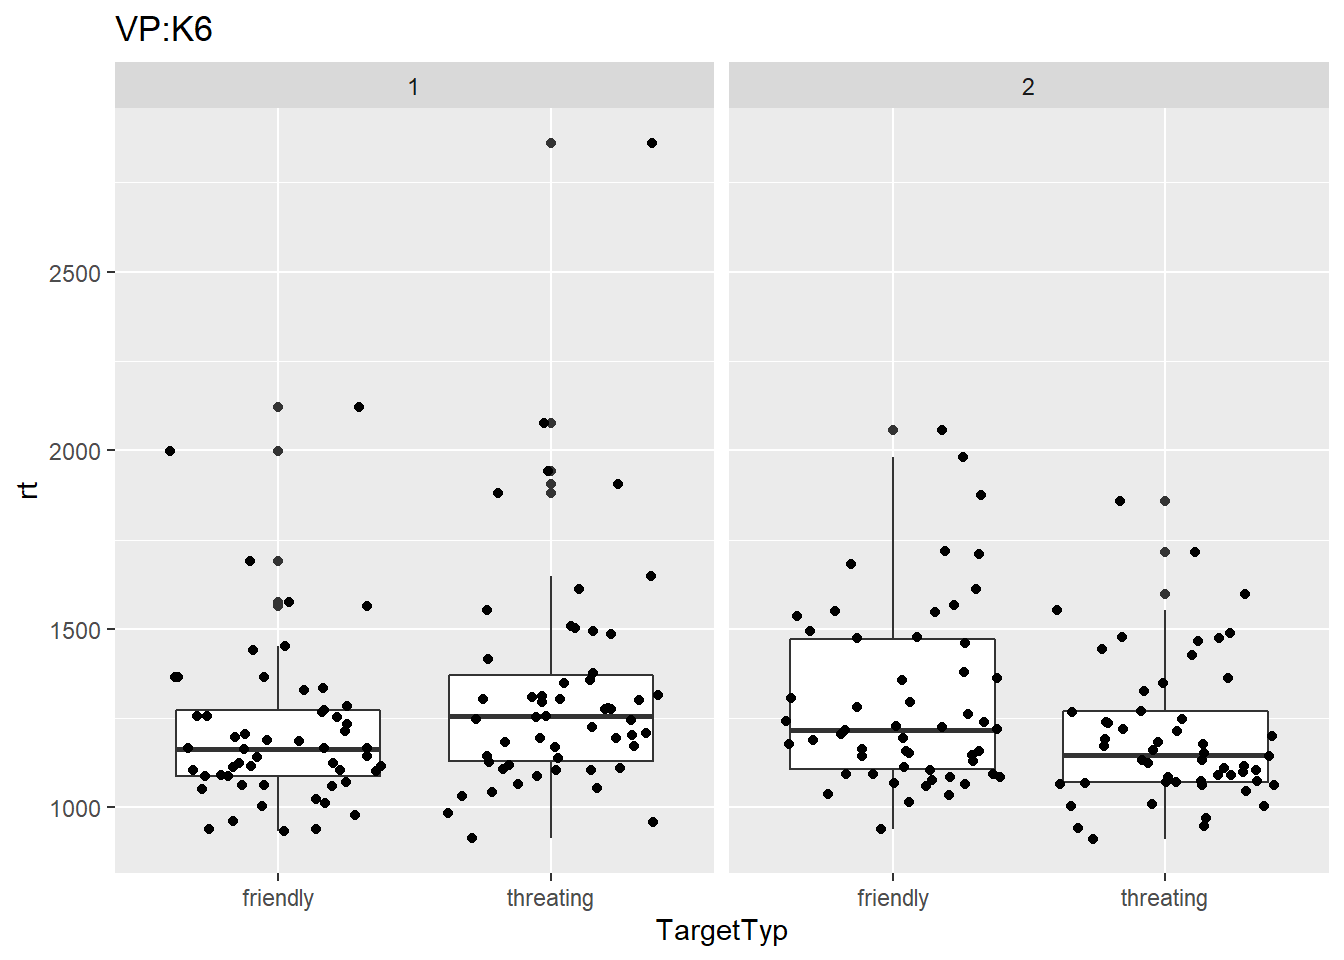 VP:K6
1
2
2500
2000
1500
1000
rt
friendly
threating
friendly
threating
TargetTyp